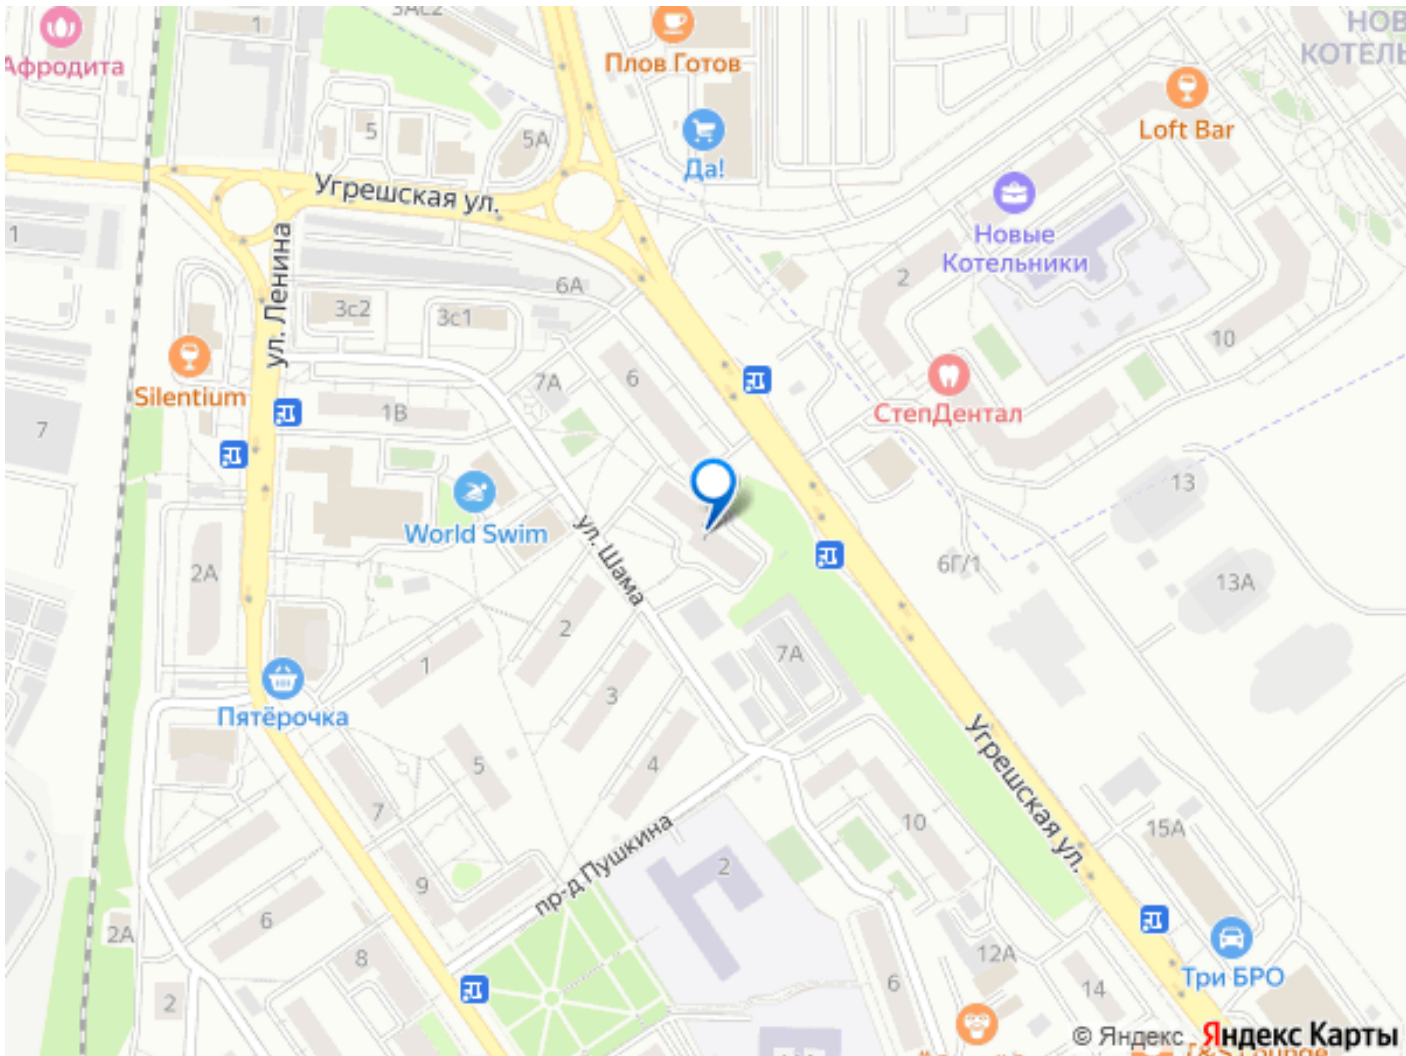 3Ас2
1
Афродита
Плов Готов
НОВ
КОТЕЛЬ
Loft Bar
5
5А
Да!
Угрешская ул.
Новые
Котельники
1
ул. Ленина
6А
2
3с2
3с1
10
Silentium
7А
6
СтепДентал
1В
7
World Swim
13
ул. Шама
6Г/1
13А
2А
2
7А
1
3
Пятёрочка
5
4
Угрешская ул.
7
10
15А
пр-д Пушкина
2
9
6
2А
8
12А
Три БРО
6
14
2
© Яндекс Яндекс Карты